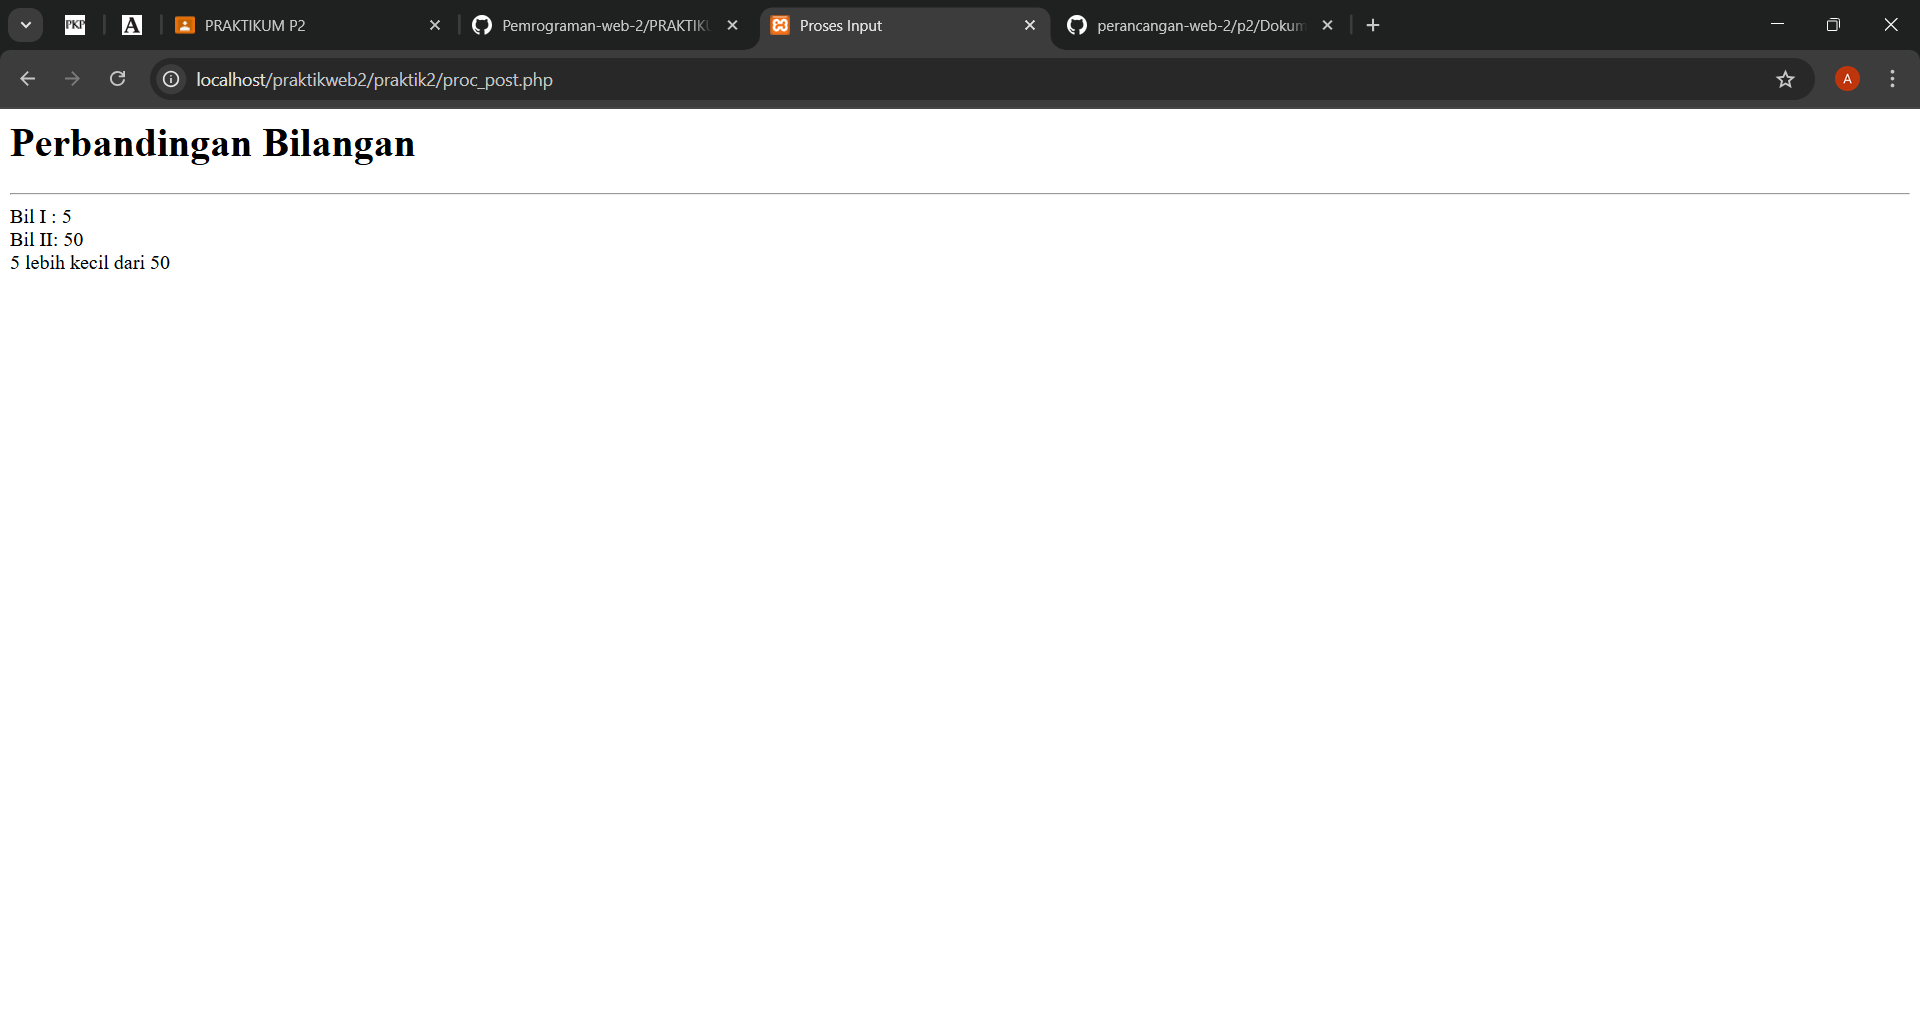 PKP
A
PRAKTIKUM P2
Pemrograman-web-2/PRAKTIK
Proses Input
perancangan-web-2/p2/Dokum
localhost/praktikweb2/praktik2/proc_post.php
A
Perbandingan Bilangan
Bil I : 5
Bil II: 50
5 lebih kecil dari 50